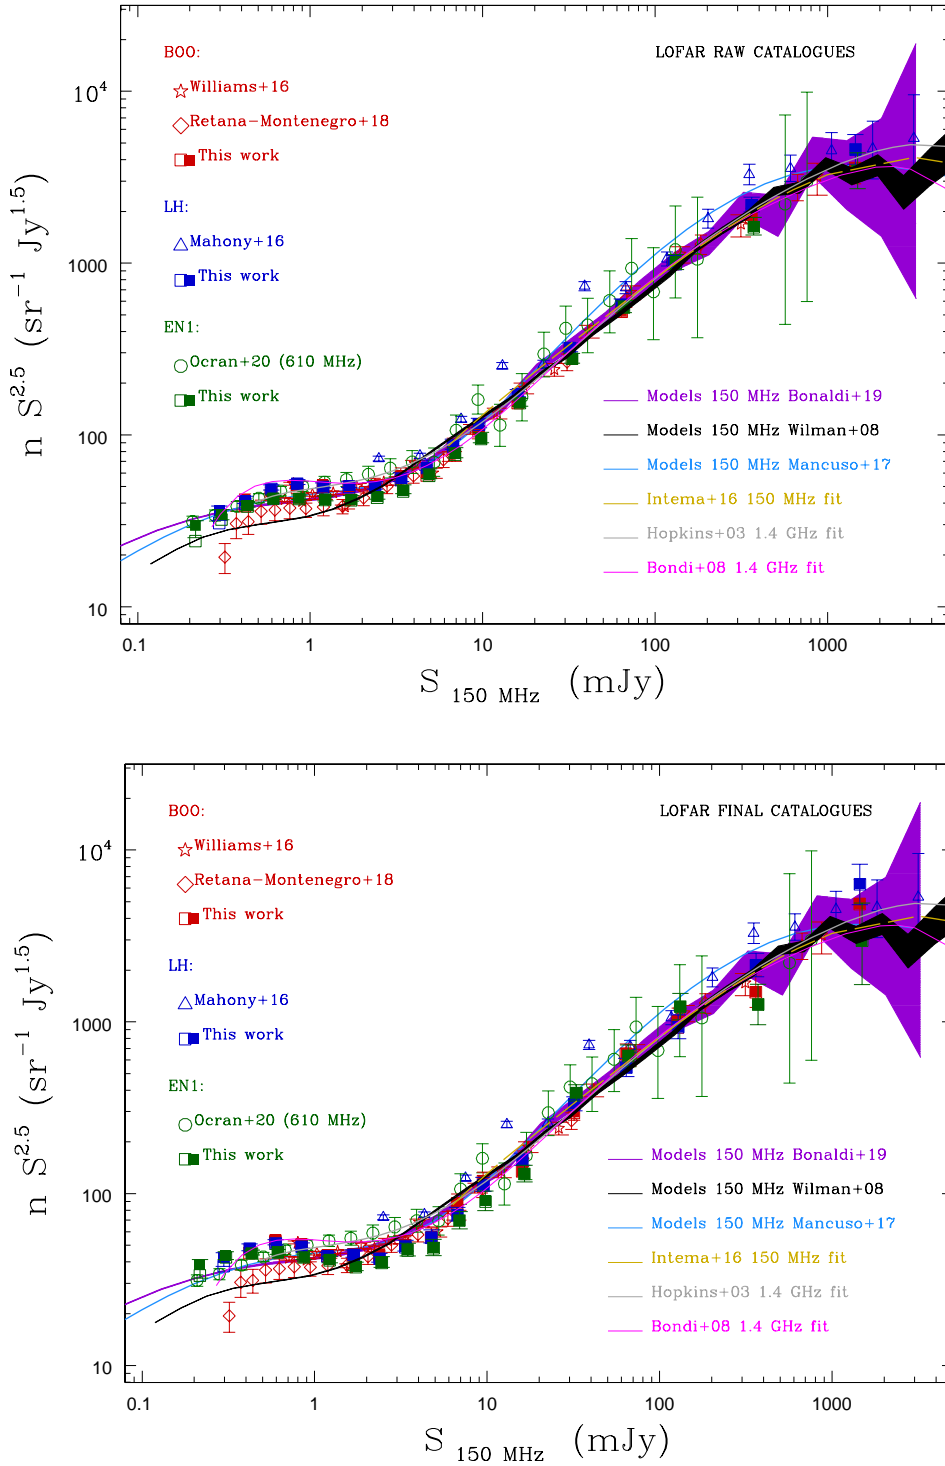 LOFAR RAW CATALOGUES
BOO:
Williams+16
Retana-Montenegro+18
This work
LH:
Mahony+16
This work
EN1:
Ocran+20 (610 MHz)
This work
Models 150 MHz Bonaldi+19
Models 150 MHz Wilman+08
Models 150 MHz Mancuso+17
Intema+16 150 MHz fit
Hopkins+03 1.4 GHz fit
Bondi+08 1.4 GHz fit
n S^2.5 (sr^-1 Jy^1.5)
10^4
1000
100
10
0.1 1 10 100 1000
S 150 MHz (mJy)
LOFAR FINAL CATALOGUES
BOO:
Williams+16
Retana-Montenegro+18
This work
LH:
Mahony+16
This work
EN1:
Ocran+20 (610 MHz)
This work
Models 150 MHz Bonaldi+19
Models 150 MHz Wilman+08
Models 150 MHz Mancuso+17
Intema+16 150 MHz fit
Hopkins+03 1.4 GHz fit
Bondi+08 1.4 GHz fit
n S^2.5 (sr^-1 Jy^1.5)
10^4
1000
100
10
0.1 1 10 100 1000
S 150 MHz (mJy)